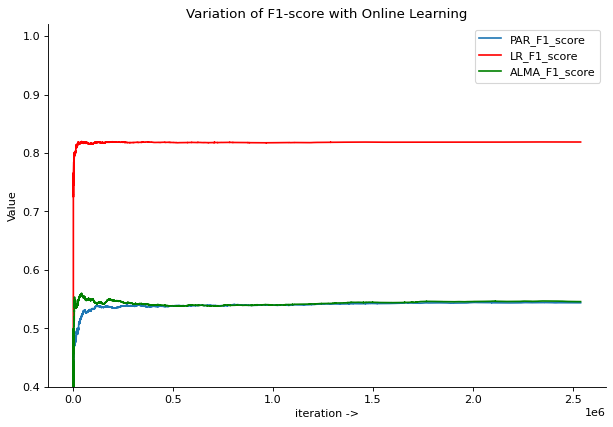 Variation of F1-score with Online Learning
PAR_F1_score
LR_F1_score
ALMA_F1_score
1.0
0.9
0.8
0.7
0.6
0.5
0.4
Value
0.0 0.5 1.0 1.5 2.0 2.5
1e6
iteration ->